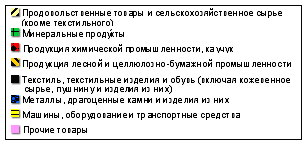 Продовольственные товары и сельскохозяйственное сырье
(кроме текстильного)
Минеральные продукты
Продукция химической промышленности, каучук
Продукция лесной и целлюлозно-бумажной промышленности
Текстиль, текстильные изделия и обувь (включая кожевенное
сырье, пушнину и изделия из них)
Металлы, драгоценные камни и изделия из них
Машины, оборудование и транспортные средства
Прочие товары